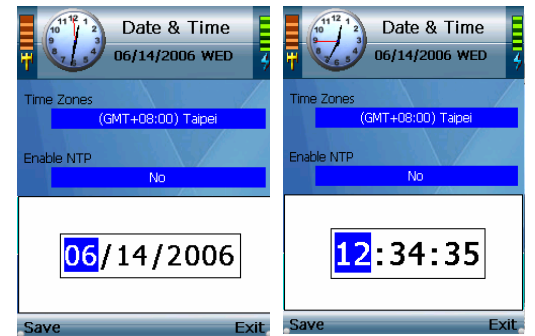 Date & Time
06/14/2006 WED
Time Zones
(GMT+08:00) Taipei
Enable NTP
No
06/14/2006
Save Exit
Date & Time
06/14/2006 WED
Time Zones
(GMT+08:00) Taipei
Enable NTP
No
12:34:35
Save Exit